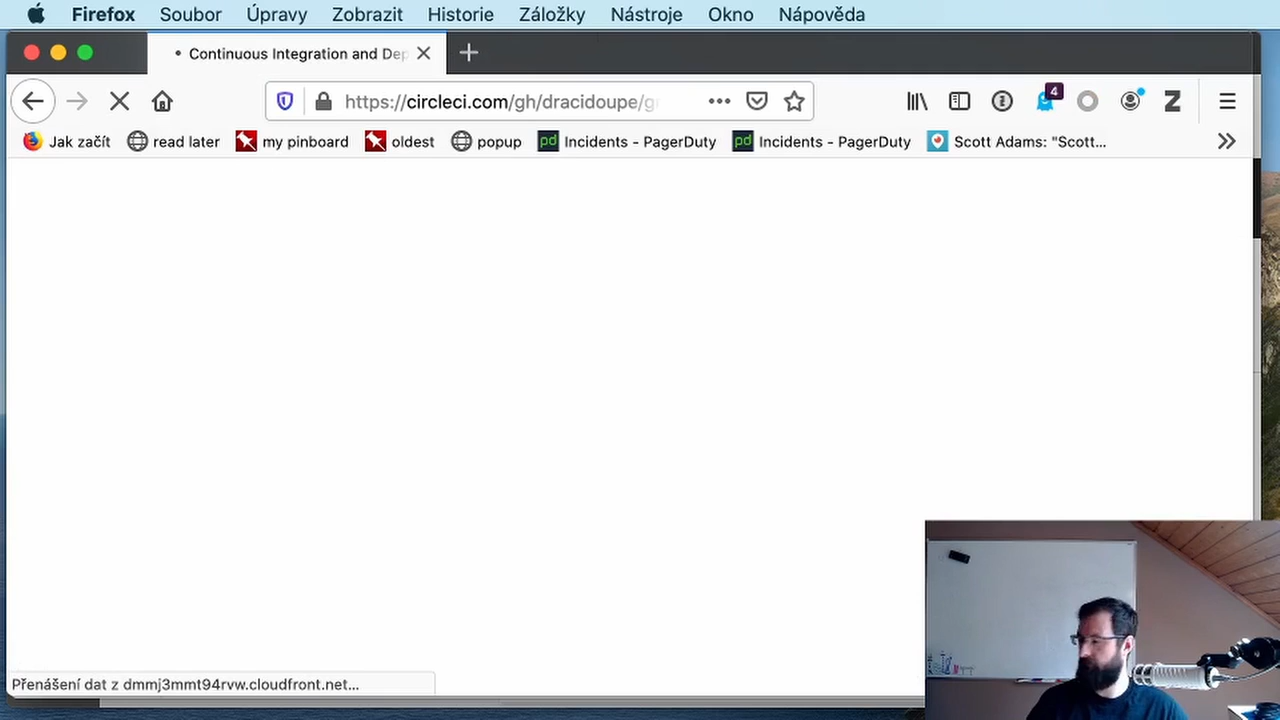 Firefox Soubor Úpravy Zobrazit Historie Záložky Nástroje Okno Nápověda
Continuous Integration and Dep
https://circleci.com/gh/dracidoupe/g
4
Z
Jak začít read later my pinboard oldest popup pd Incidents - PagerDuty pd Incidents - PagerDuty Scott Adams: "Scott...
Přenášení dat z dmmj3mmt94rvw.cloudfront.net...